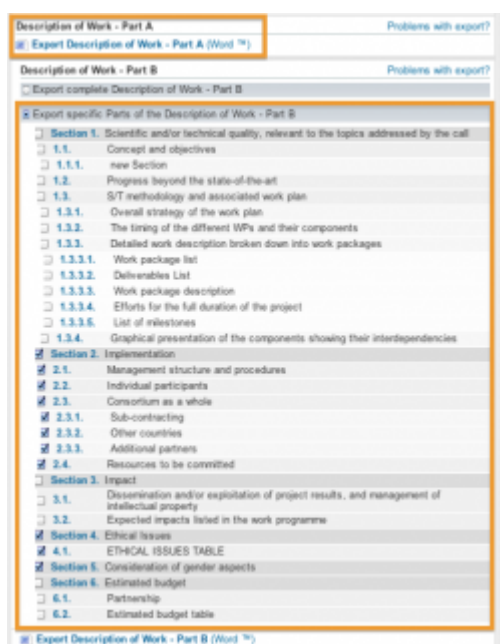 Description of Work - Part A Problems with export?
Export Description of Work - Part A (Word ™)
Description of Work - Part B Problems with export?
Export complete Description of Work - Part B
Export specific Parts of the Description of Work - Part B
Section 1. Scientific and/or technical quality, relevant to the topics addressed by the call
1.1. Concept and objectives
1.1.1. new Section
1.2. Progress beyond the state-of-the-art
1.3. S/T methodology and associated work plan
1.3.1. Overall strategy of the work plan
1.3.2. The timing of the different WPs and their components
1.3.3. Detailed work description broken down into work packages
1.3.3.1. Work package list
1.3.3.2. Deliverables List
1.3.3.3. Work package description
1.3.3.4. Efforts for the full duration of the project
1.3.3.5. List of milestones
1.3.4. Graphical presentation of the components showing their interdependencies
Section 2. Implementation
2.1. Management structure and procedures
2.2. Individual participants
2.3. Consortium as a whole
2.3.1. Sub-contracting
2.3.2. Other countries
2.3.3. Additional partners
2.4. Resources to be committed
Section 3. Impact
3.1. Dissemination and/or exploitation of project results, and management of
intellectual property
3.2. Expected impacts listed in the work programme
Section 4. Ethical Issues
4.1. ETHICAL ISSUES TABLE
Section 5. Consideration of gender aspects
Section 6. Estimated budget
6.1. Partnership
6.2. Estimated budget table
Export Description of Work - Part B (Word ™)